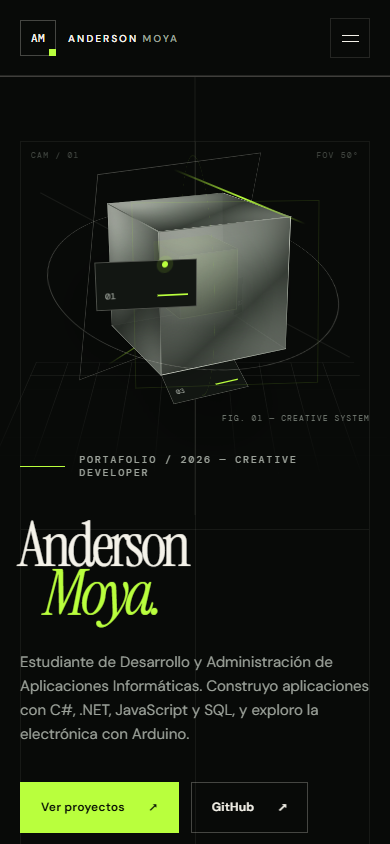 AM
ANDERSON MOYA
CAM / 01
FOV 50°
01
03
FIG. 01 — CREATIVE SYSTEM
PORTAFOLIO / 2026 — CREATIVE
DEVELOPER
Anderson
Moya.
Estudiante de Desarrollo y Administración de
Aplicaciones Informáticas. Construyo aplicaciones
con C#, .NET, JavaScript y SQL, y exploro la
electrónica con Arduino.
Ver proyectos ↗
GitHub ↗